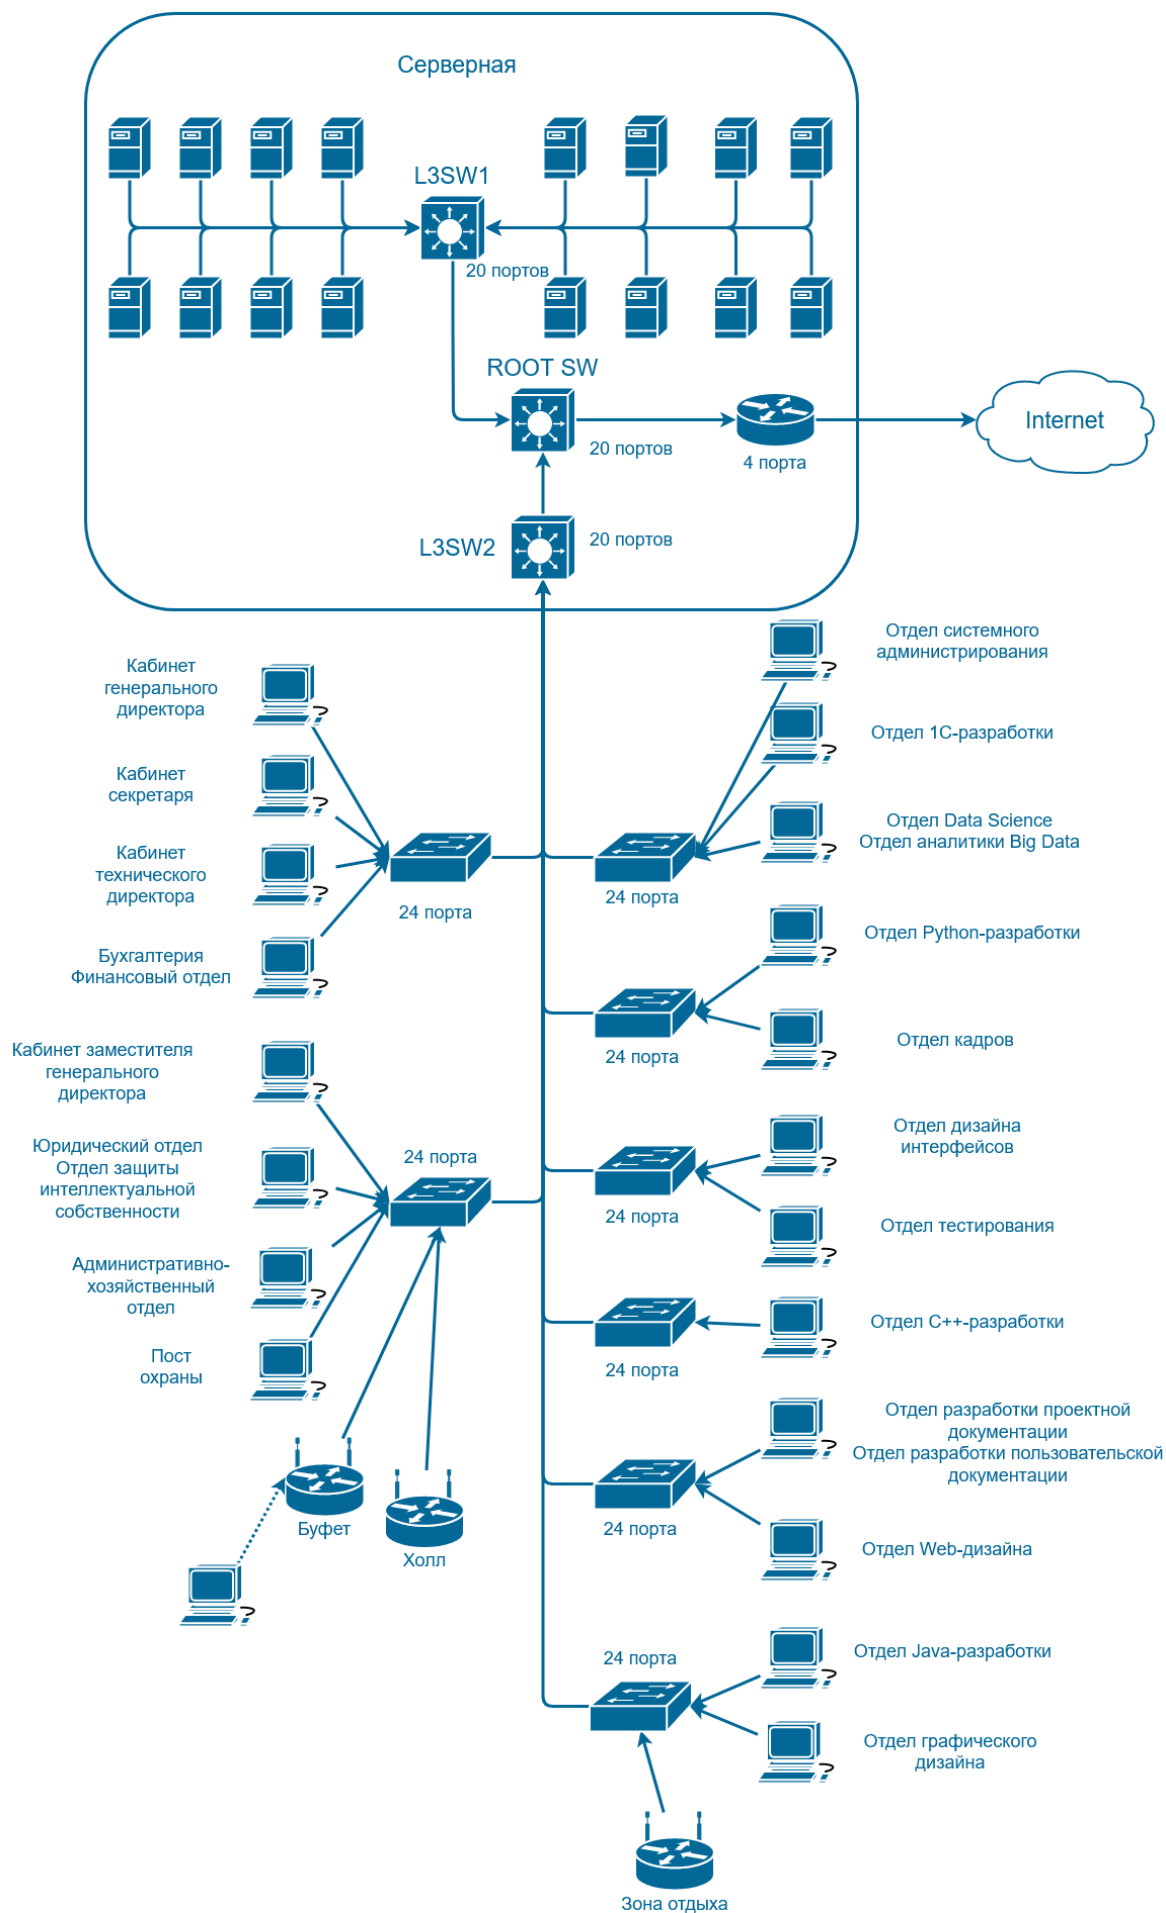 Серверная
L3SW1
20 портов
ROOT SW
20 портов
4 порта
Internet
L3SW2
20 портов
Кабинет
генерального
директора
Кабинет
секретаря
Кабинет
технического
директора
Бухгалтерия
Финансовый отдел
24 порта
Кабинет заместителя
генерального
директора
Юридический отдел
Отдел защиты
интеллектуальной
собственности
Административно-
хозяйственный
отдел
Пост
охраны
24 порта
Буфет
Холл
Отдел системного
администрирования
Отдел 1С-разработки
Отдел Data Science
Отдел аналитики Big Data
24 порта
Отдел Python-разработки
Отдел кадров
24 порта
Отдел дизайна
интерфейсов
Отдел тестирования
24 порта
Отдел C++-разработки
24 порта
Отдел разработки проектной
документации
Отдел разработки пользовательской
документации
Отдел Web-дизайна
24 порта
Отдел Java-разработки
Отдел графического
дизайна
24 порта
Зона отдыха